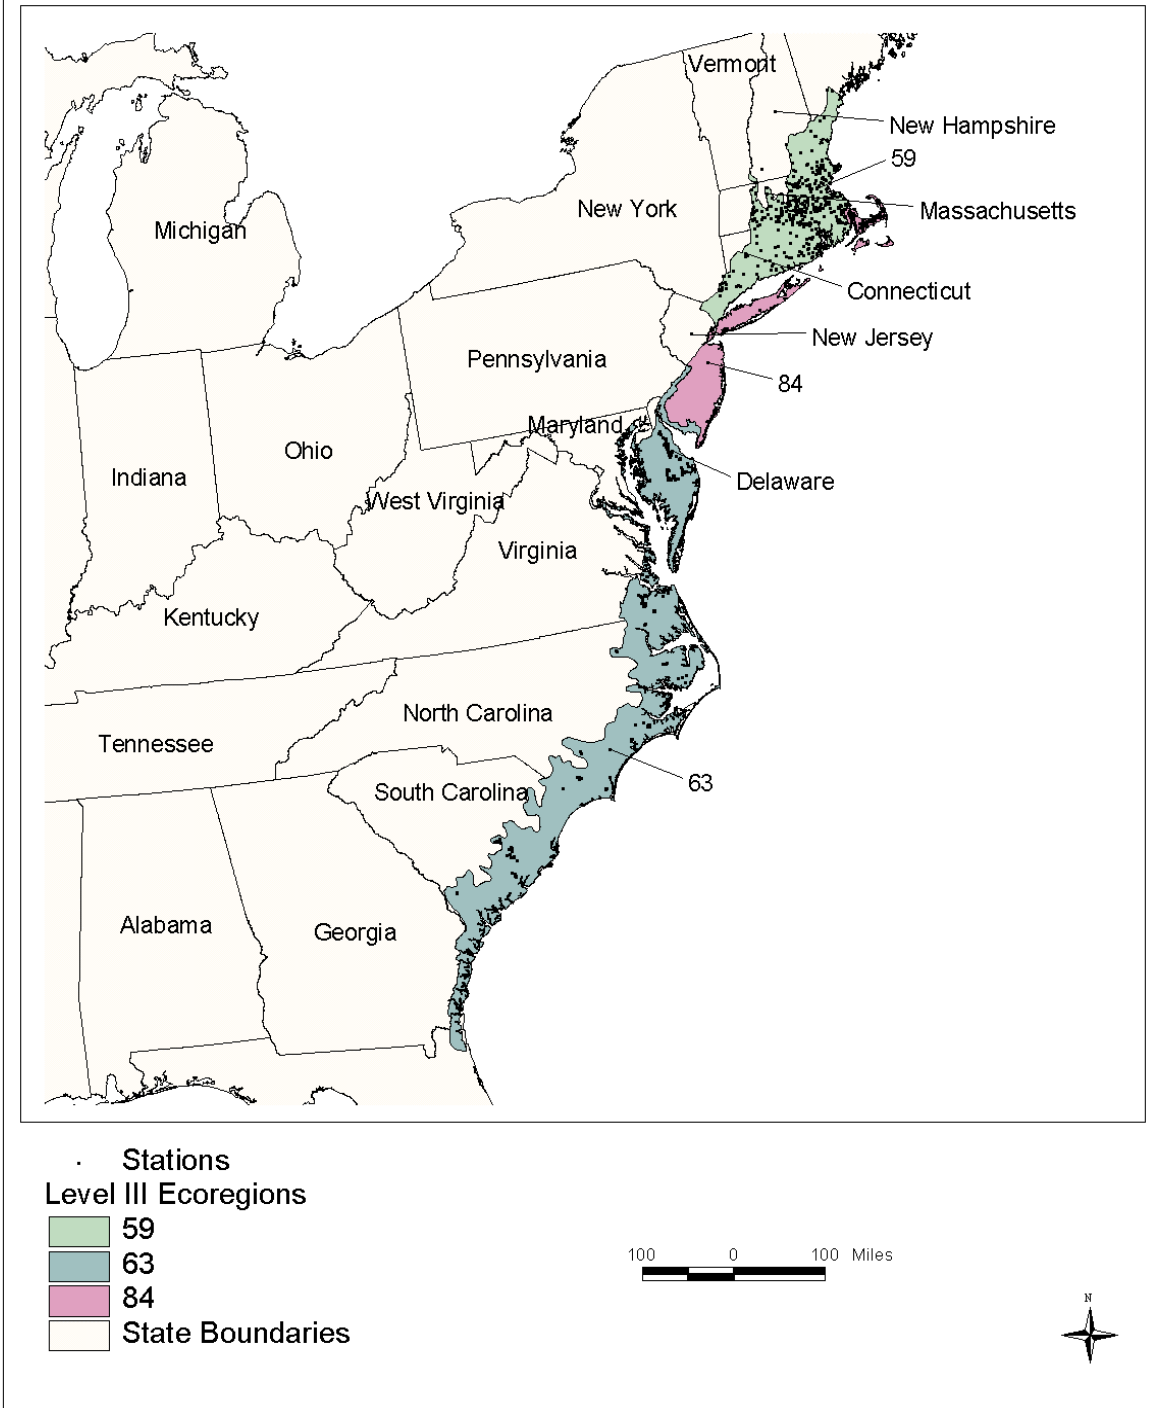 Vermont
New Hampshire
59
New York
Massachusetts
Michigan
Connecticut
New Jersey
Pennsylvania
84
Maryland
Ohio
Indiana
Delaware
West Virginia
Virginia
Kentucky
North Carolina
Tennessee
63
South Carolina
Alabama
Georgia
Stations
Level III Ecoregions
59
63
84
State Boundaries
100 0 100 Miles
N